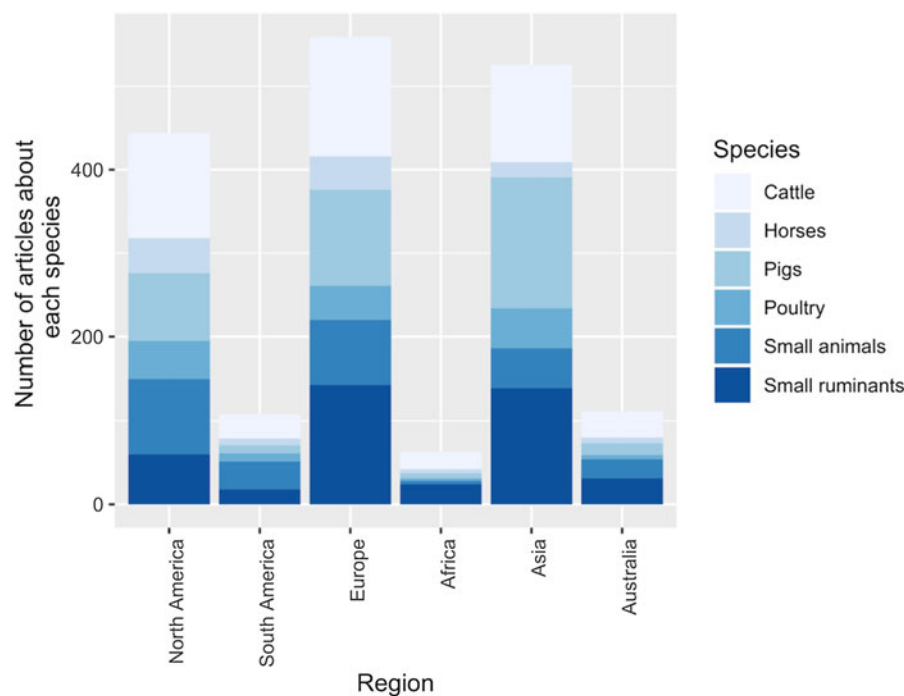 Number of articles about
each species
400
200
0
North America
South America
Europe
Africa
Asia
Australia
Region
Species
Cattle
Horses
Pigs
Poultry
Small animals
Small ruminants